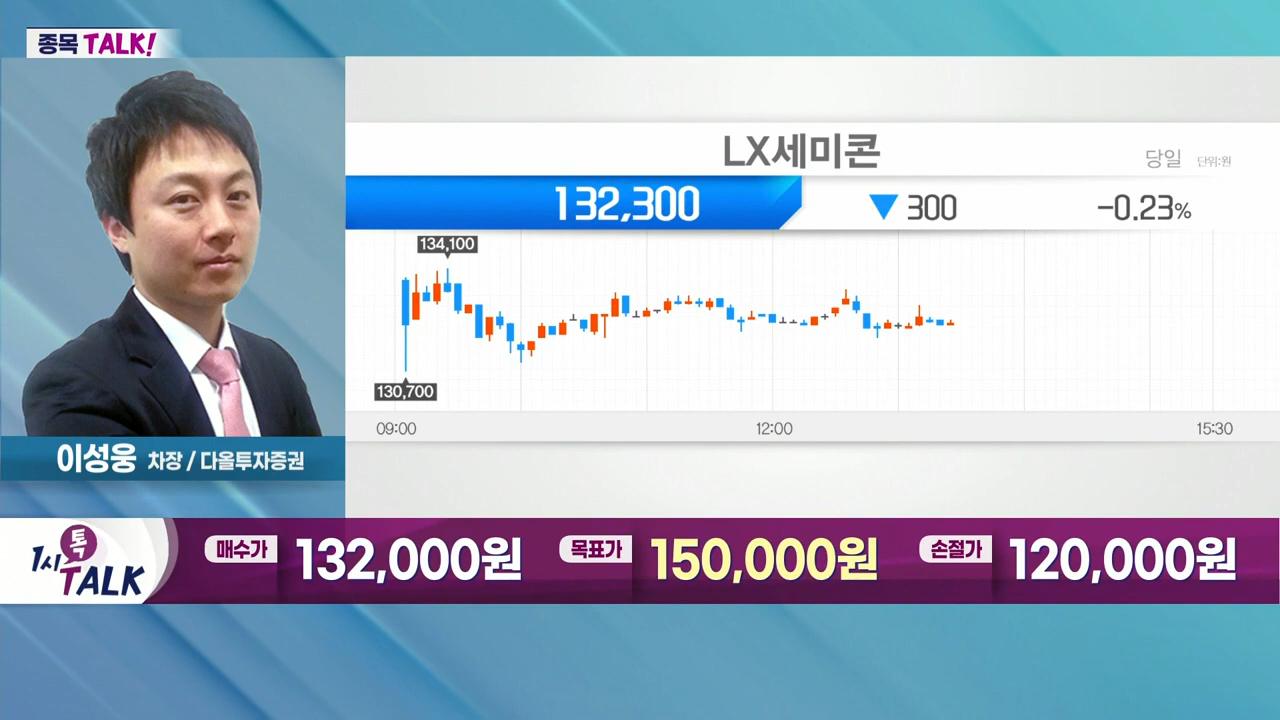 종목 TALK!
LX세미콘
당일 단위:원
132,300 ▼ 300 -0.23%
134,100
130,700
09:00 12:00 15:30
이성웅 차장 / 다올투자증권
1시 톡 TALK
매수가 132,000원 목표가 150,000원 손절가 120,000원